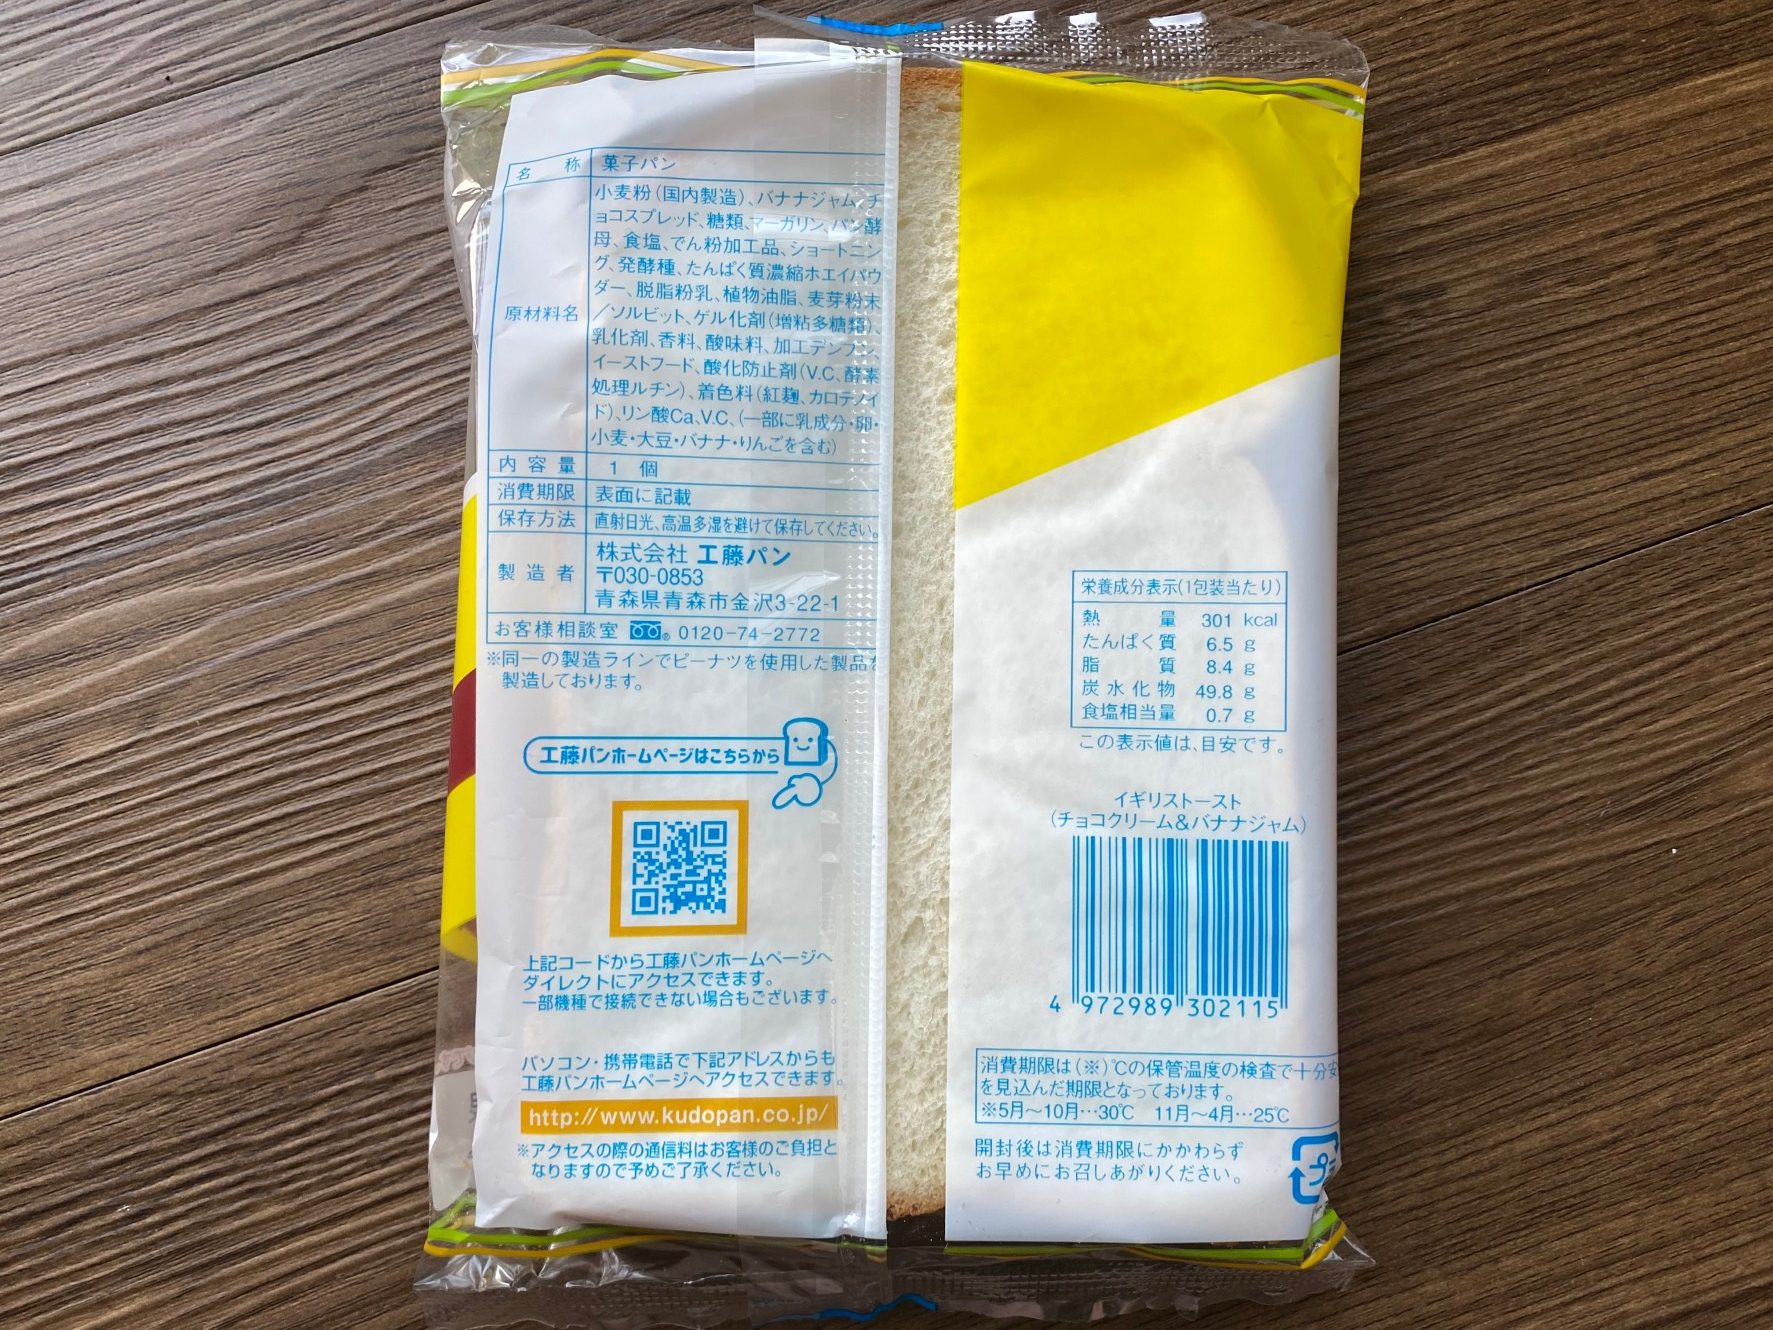 名 称 菓子パン
原材料名
小麦粉(国内製造)、バナナジャム、チ
ョコスプレッド、糖類、マーガリン、パン酵
母、食塩、でん粉加工品、ショートニン
グ、発酵種、たんぱく質濃縮ホエイパウ
ダー、脱脂粉乳、植物油脂、麦芽粉末
/ソルビット、ゲル化剤(増粘多糖類)、
乳化剤、香料、酸味料、加工デンプン、
イーストフード、酸化防止剤(V.C、酵素
処理ルチン)、着色料(紅麹、カロテノイ
ド)、リン酸Ca、V.C、(一部に乳成分・卵・
小麦・大豆・バナナ・りんごを含む)
内容量 1 個
消費期限 表面に記載
保存方法 直射日光、高温多湿を避けて保存してください。
製造者
株式会社 工藤パン
〒030-0853
青森県青森市金沢3-22-1
お客様相談室 0120-74-2772
※同一の製造ラインでピーナツを使用した製品を
製造しております。
工藤パンホームページはこちらから
上記コードから工藤パンホームページへ
ダイレクトにアクセスできます。
一部機種で接続できない場合もございます。
パソコン・携帯電話で下記アドレスからも
工藤パンホームページへアクセスできます。
http://www.kudopan.co.jp/
※アクセスの際の通信料はお客様のご負担と
なりますので予めご了承ください。
栄養成分表示(1包装当たり)
熱量 301 kcal
たんぱく質 6.5 g
脂質 8.4 g
炭水化物 49.8 g
食塩相当量 0.7 g
この表示値は、目安です。
イギリストースト
(チョコクリーム&バナナジャム)
4 972989 302115
消費期限は(※)℃の保管温度の検査で十分安
を見込んだ期限となっております。
※5月～10月…30℃ 11月～4月…25℃
開封後は消費期限にかかわらず
お早めにお召しあがりください。
プラ